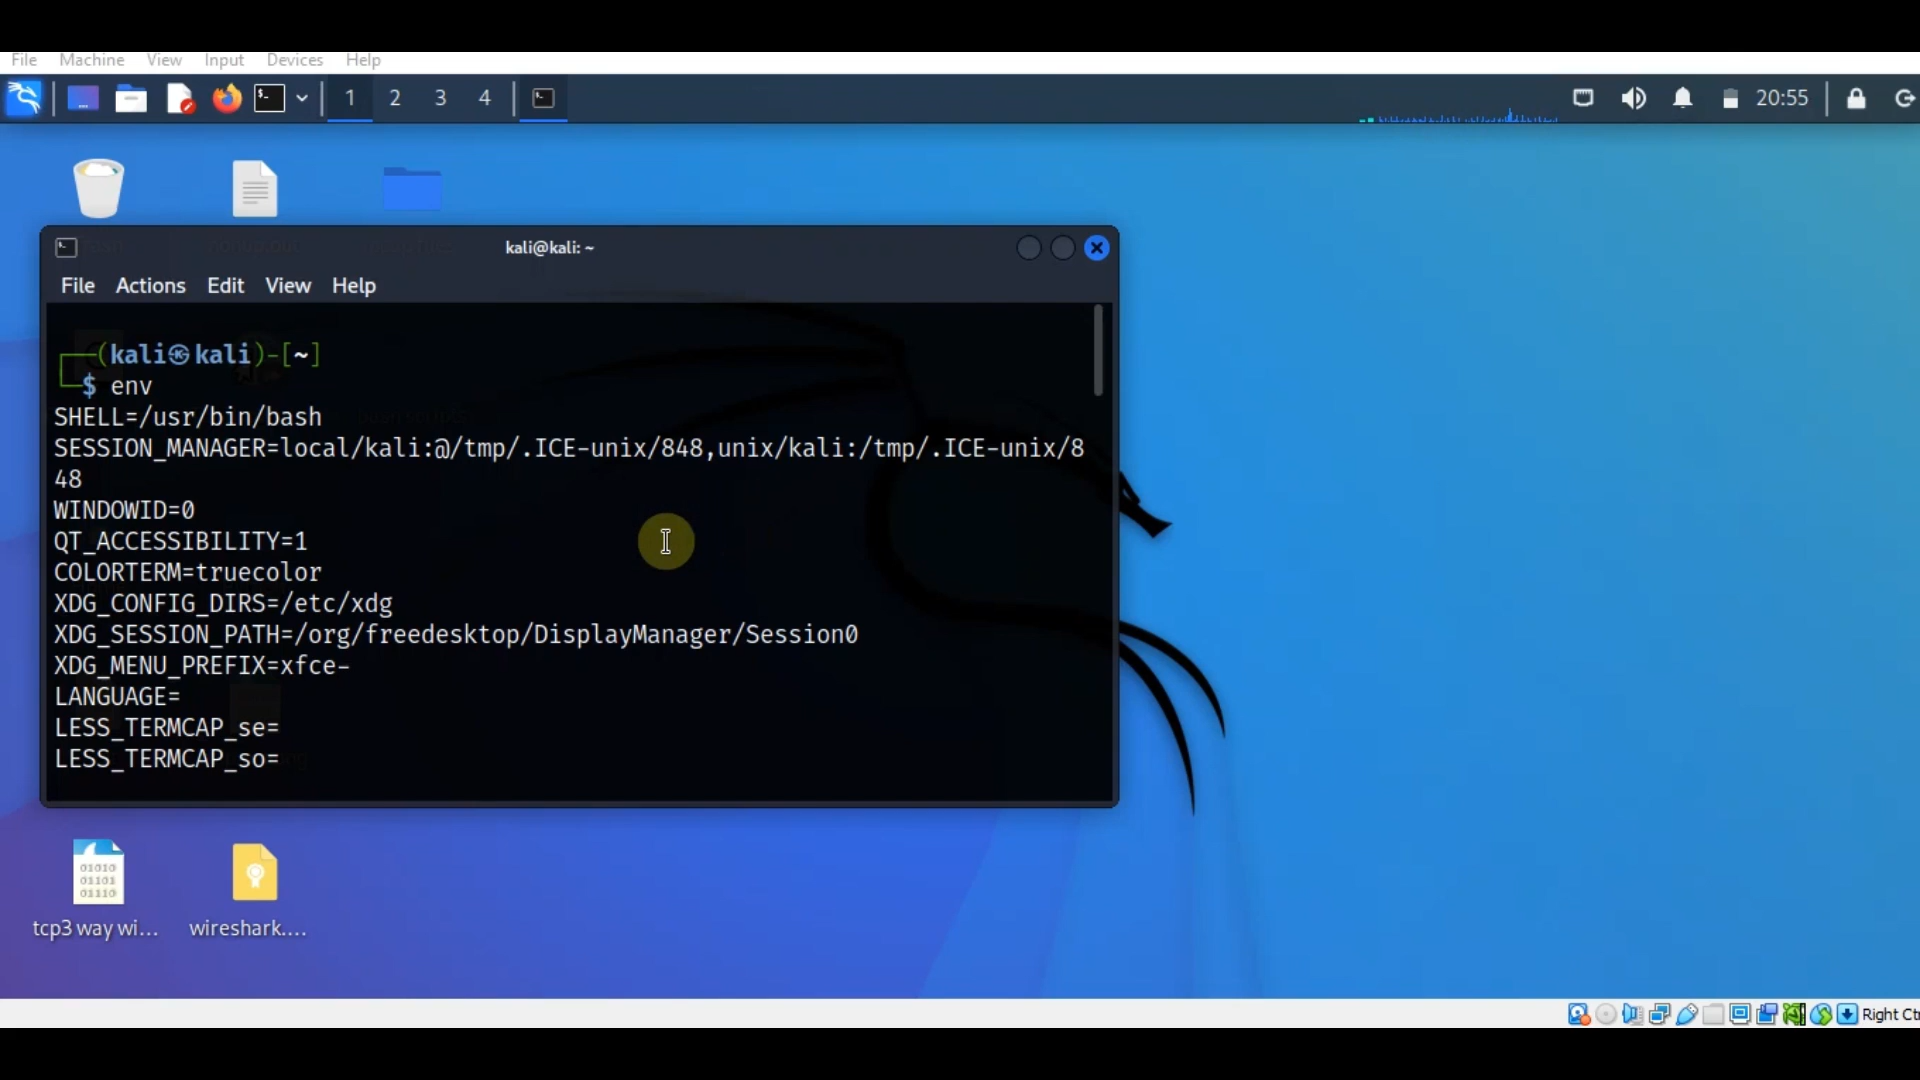 File Machine View Input Devices Help
1 2 3 4 20:55
kali@kali: ~
File Actions Edit View Help
┌──(kali㉿kali)-[~]
└─$ env
SHELL=/usr/bin/bash
SESSION_MANAGER=local/kali:@/tmp/.ICE-unix/848,unix/kali:/tmp/.ICE-unix/8
48
WINDOWID=0
QT_ACCESSIBILITY=1
COLORTERM=truecolor
XDG_CONFIG_DIRS=/etc/xdg
XDG_SESSION_PATH=/org/freedesktop/DisplayManager/Session0
XDG_MENU_PREFIX=xfce-
LANGUAGE=
LESS_TERMCAP_se=
LESS_TERMCAP_so=
01010
01101
01110
tcp3 way wi... wireshark....
Right Ct